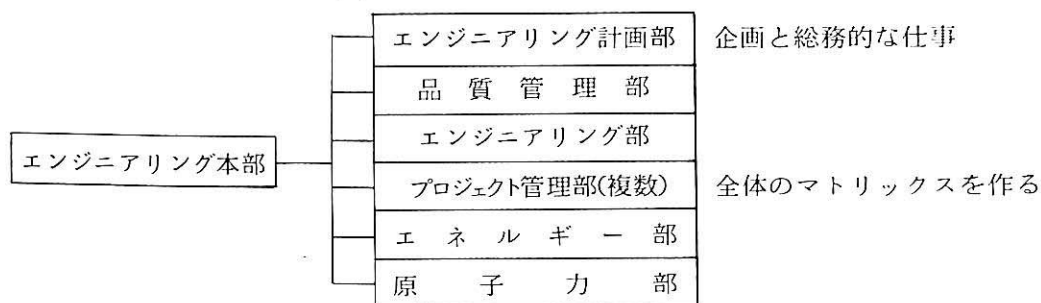 エンジニアリング計画部 企画と総務的な仕事
品質管理部
エンジニアリング部
エンジニアリング本部
プロジェクト管理部(複数) 全体のマトリックスを作る
エネルギー部
原子力部